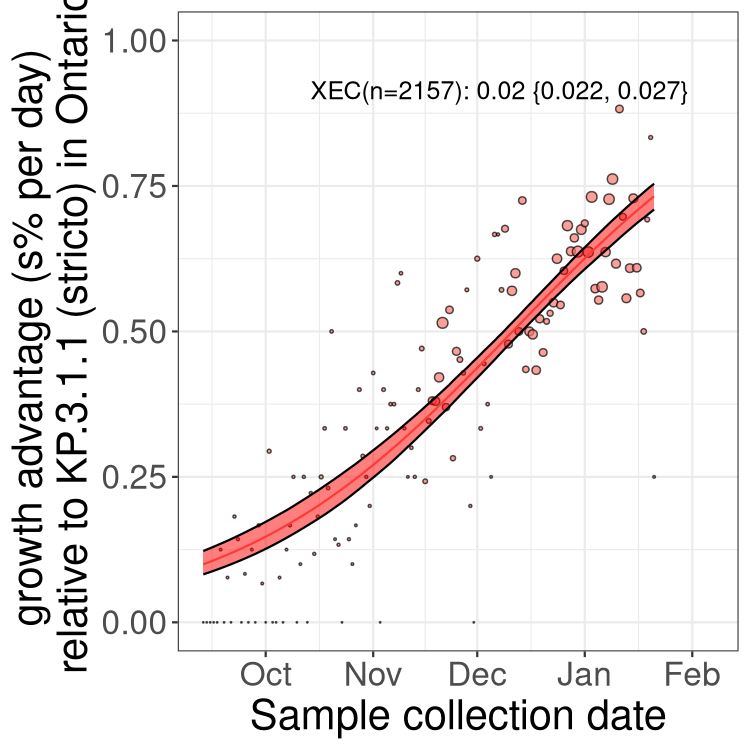 growth advantage (s% per day)
relative to KP.3.1.1 (stricto) in Ontario
1.00
0.75
0.50
0.25
0.00
XEC(n=2157): 0.02 {0.022, 0.027}
Oct Nov Dec Jan Feb
Sample collection date